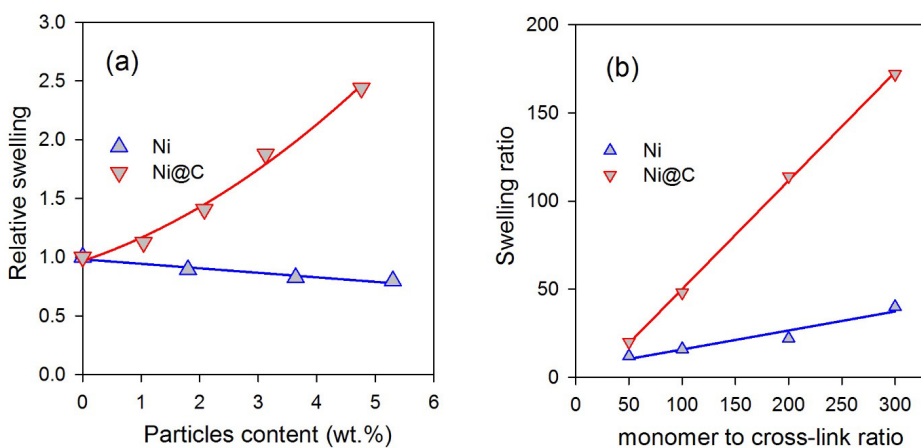 (a)
Relative swelling
3.0
2.5
2.0
1.5
1.0
0.5
0.0
Ni
Ni@C
0 1 2 3 4 5 6
Particles content (wt.%)
(b)
Swelling ratio
200
150
100
50
0
Ni
Ni@C
0 50 100 150 200 250 300
monomer to cross-link ratio